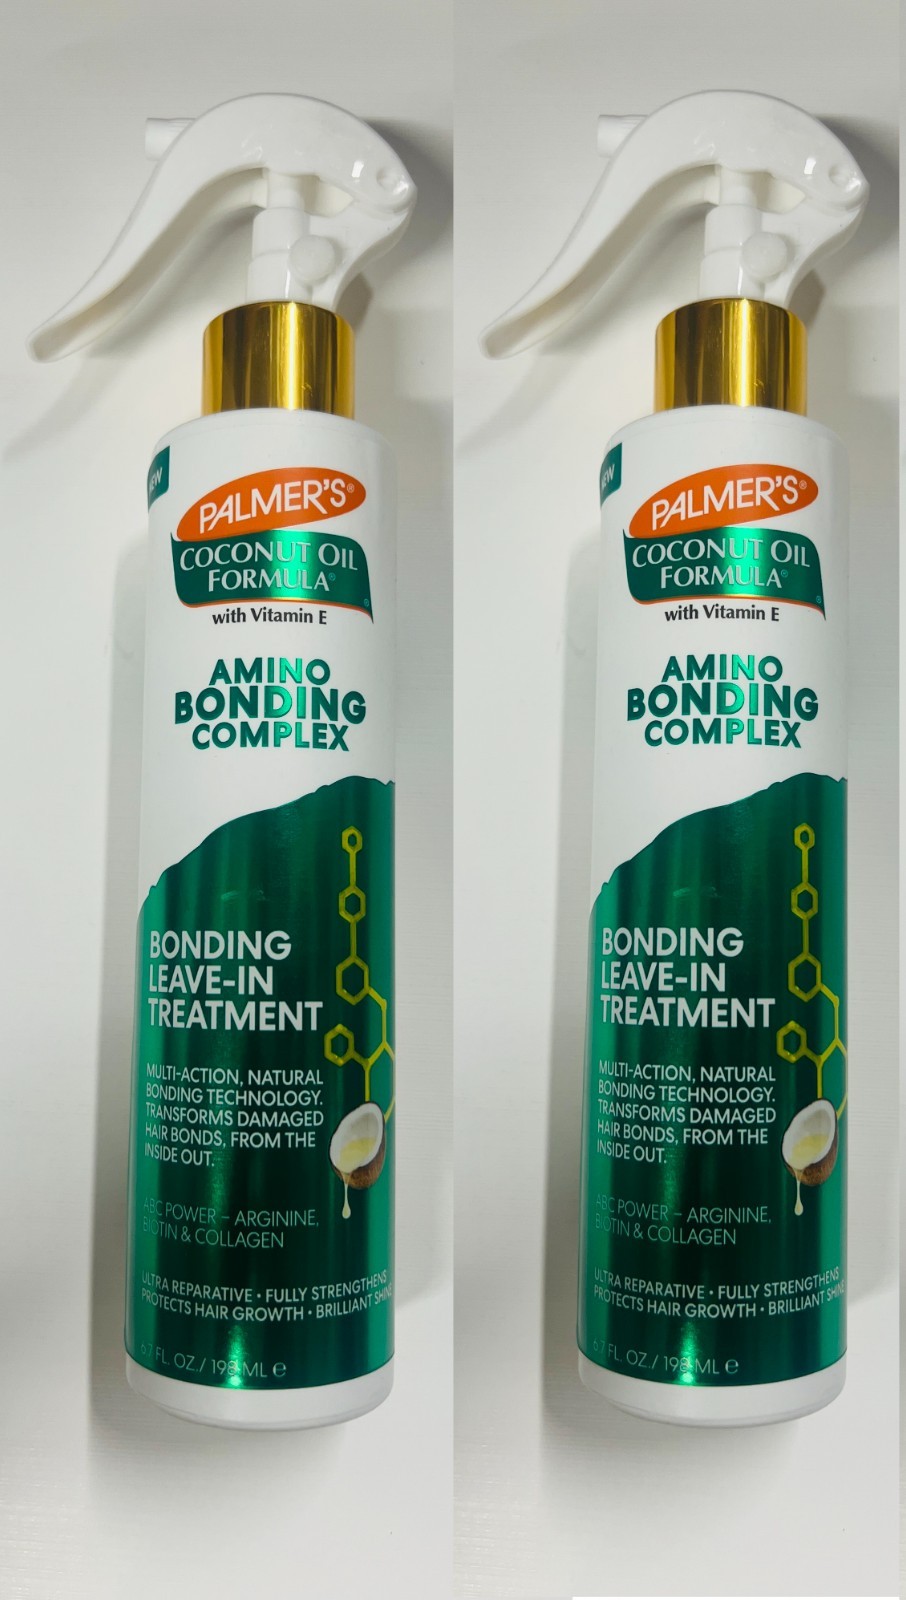 NEW
PALMER'S®
COCONUT OIL
FORMULA®
with Vitamin E
AMINO
BONDING
COMPLEX
BONDING
LEAVE-IN
TREATMENT
MULTI-ACTION, NATURAL
BONDING TECHNOLOGY.
TRANSFORMS DAMAGED
HAIR BONDS, FROM THE
INSIDE OUT.
ABC POWER – ARGININE,
BIOTIN & COLLAGEN
ULTRA REPARATIVE • FULLY STRENGTHENS
PROTECTS HAIR GROWTH • BRILLIANT SHINE
6.7 FL. OZ./ 198 ML ℮
NEW
PALMER'S®
COCONUT OIL
FORMULA®
with Vitamin E
AMINO
BONDING
COMPLEX
BONDING
LEAVE-IN
TREATMENT
MULTI-ACTION, NATURAL
BONDING TECHNOLOGY.
TRANSFORMS DAMAGED
HAIR BONDS, FROM THE
INSIDE OUT.
ABC POWER – ARGININE,
BIOTIN & COLLAGEN
ULTRA REPARATIVE • FULLY STRENGTHENS
PROTECTS HAIR GROWTH • BRILLIANT SHINE
6.7 FL. OZ./ 198 ML ℮